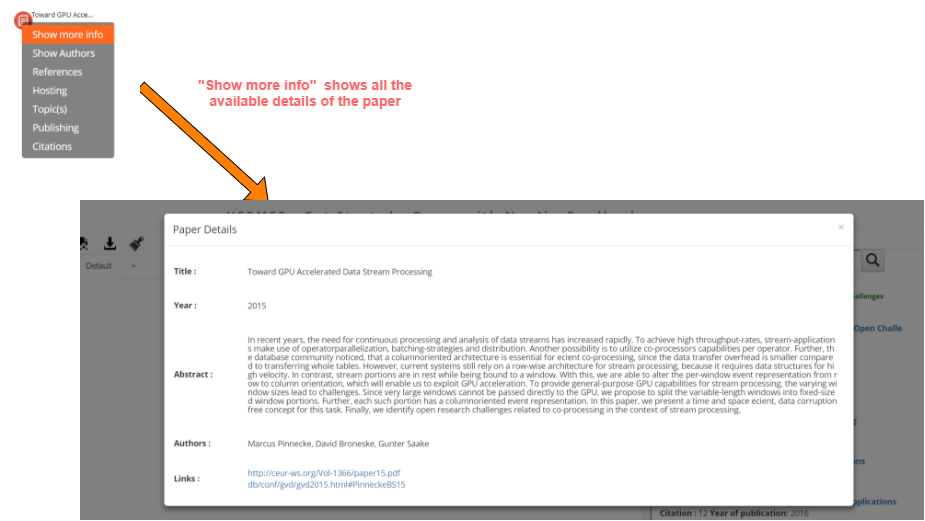 Toward GPU Acce...
Show more info
Show Authors
References
Hosting
Topic(s)
Publishing
Citations
"Show more info" shows all the
available details of the paper
Paper Details
×
Default
+
Title :
Toward GPU Accelerated Data Stream Processing
Year :
2015
Abstract :
In recent years, the need for continuous processing and analysis of data streams has increased rapidly. To achieve high throughput-rates, stream-application
s make use of operatorparallelization, batching-strategies and distribution. Another possibility is to utilize co-processors capabilities per operator. Further, th
e database community noticed, that a columnoriented architecture is essential for ecient co-processing, since the data transfer overhead is smaller compare
d to transferring whole tables. However, current systems still rely on a row-wise architecture for stream processing, because it requires data structures for hi
gh velocity. In contrast, stream portions are in rest while being bound to a window. With this, we are able to alter the per-window event representation from r
ow to column orientation, which will enable us to exploit GPU acceleration. To provide general-purpose GPU capabilities for stream processing, the varying wi
ndow sizes lead to challenges. Since very large windows cannot be passed directly to the GPU, we propose to split the variable-length windows into fixed-size
d window portions. Further, each such portion has a columnoriented event representation. In this paper, we present a time and space ecient, data corruption
free concept for this task. Finally, we identify open research challenges related to co-processing in the context of stream processing.
Authors :
Marcus Pinnecke, David Broneske, Gunter Saake
Links :
http://ceur-ws.org/Vol-1366/paper15.pdf
db/conf/gvd/gvd2015.html#PinneckeBS15
allenges
Open Challe
ons
pplications
Citation : 12 Year of publication: 2016